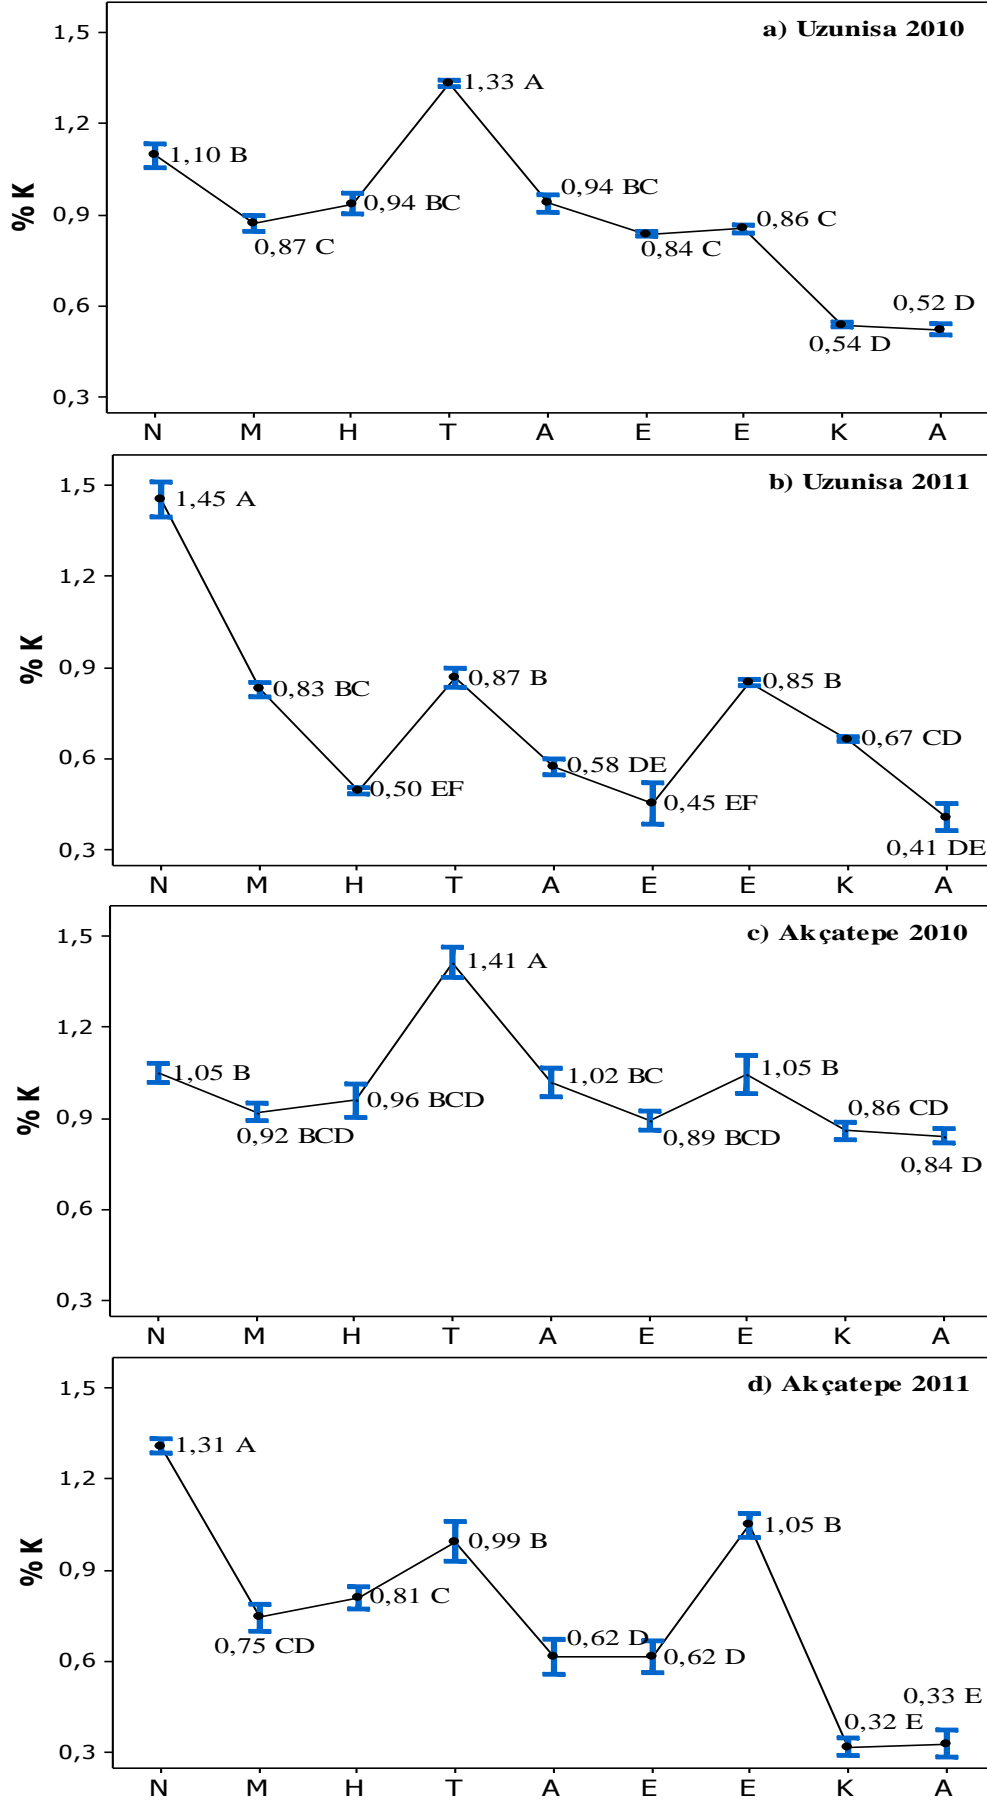 a) Uzunisa 2010
1,5
1,2
0,9
0,6
0,3
% K
1,10 B
0,87 C
0,94 BC
1,33 A
0,94 BC
0,84 C
0,86 C
0,54 D
0,52 D
N M H T A E E K A
b) Uzunisa 2011
1,5
1,2
0,9
0,6
0,3
% K
1,45 A
0,83 BC
0,50 EF
0,87 B
0,58 DE
0,45 EF
0,85 B
0,67 CD
0,41 DE
N M H T A E E K A
c) Akçatepe 2010
1,5
1,2
0,9
0,6
0,3
% K
1,05 B
0,92 BCD
0,96 BCD
1,41 A
1,02 BC
0,89 BCD
1,05 B
0,86 CD
0,84 D
N M H T A E E K A
d) Akçatepe 2011
1,5
1,2
0,9
0,6
0,3
% K
1,31 A
0,75 CD
0,81 C
0,99 B
0,62 D
0,62 D
1,05 B
0,32 E
0,33 E
N M H T A E E K A